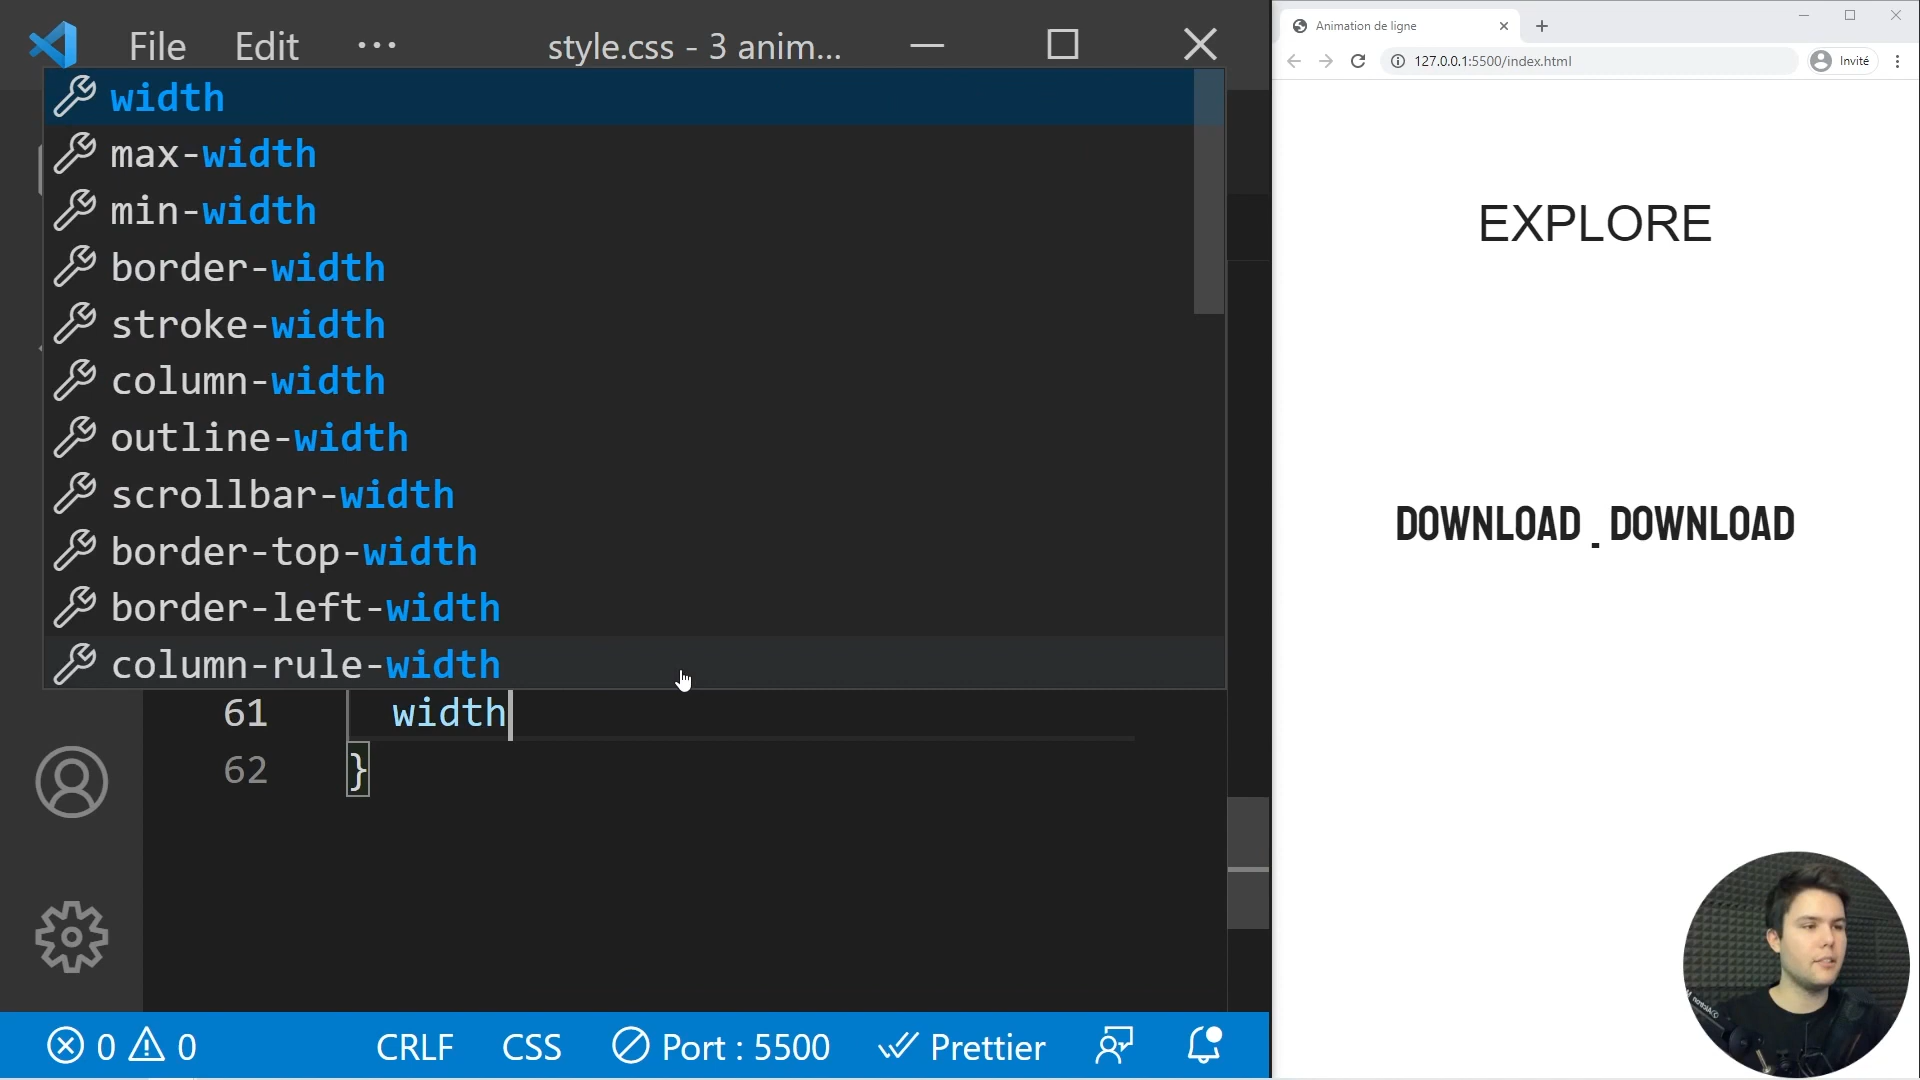 File Edit ··· style.css - 3 anim...
width
max-width
min-width
border-width
stroke-width
column-width
outline-width
scrollbar-width
border-top-width
border-left-width
column-rule-width
61 width
62 }
0 0 CRLF CSS Port : 5500 Prettier
Animation de ligne
127.0.0.1:5500/index.html Invité
EXPLORE
DOWNLOAD - DOWNLOAD